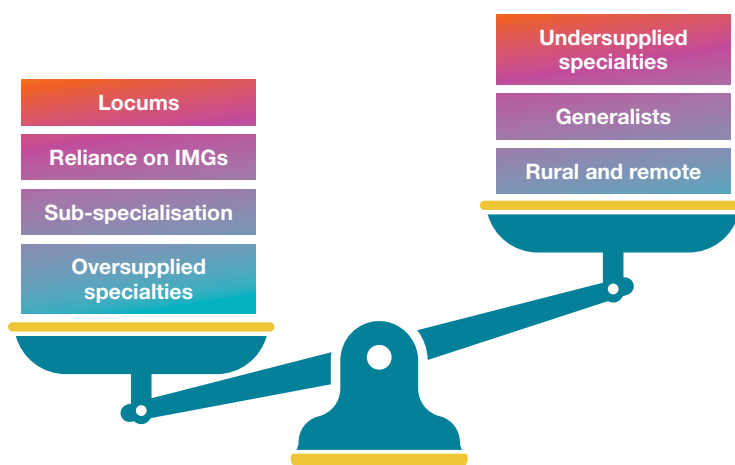 Locums
Reliance on IMGs
Sub-specialisation
Oversupplied
specialties
Undersupplied
specialties
Generalists
Rural and remote